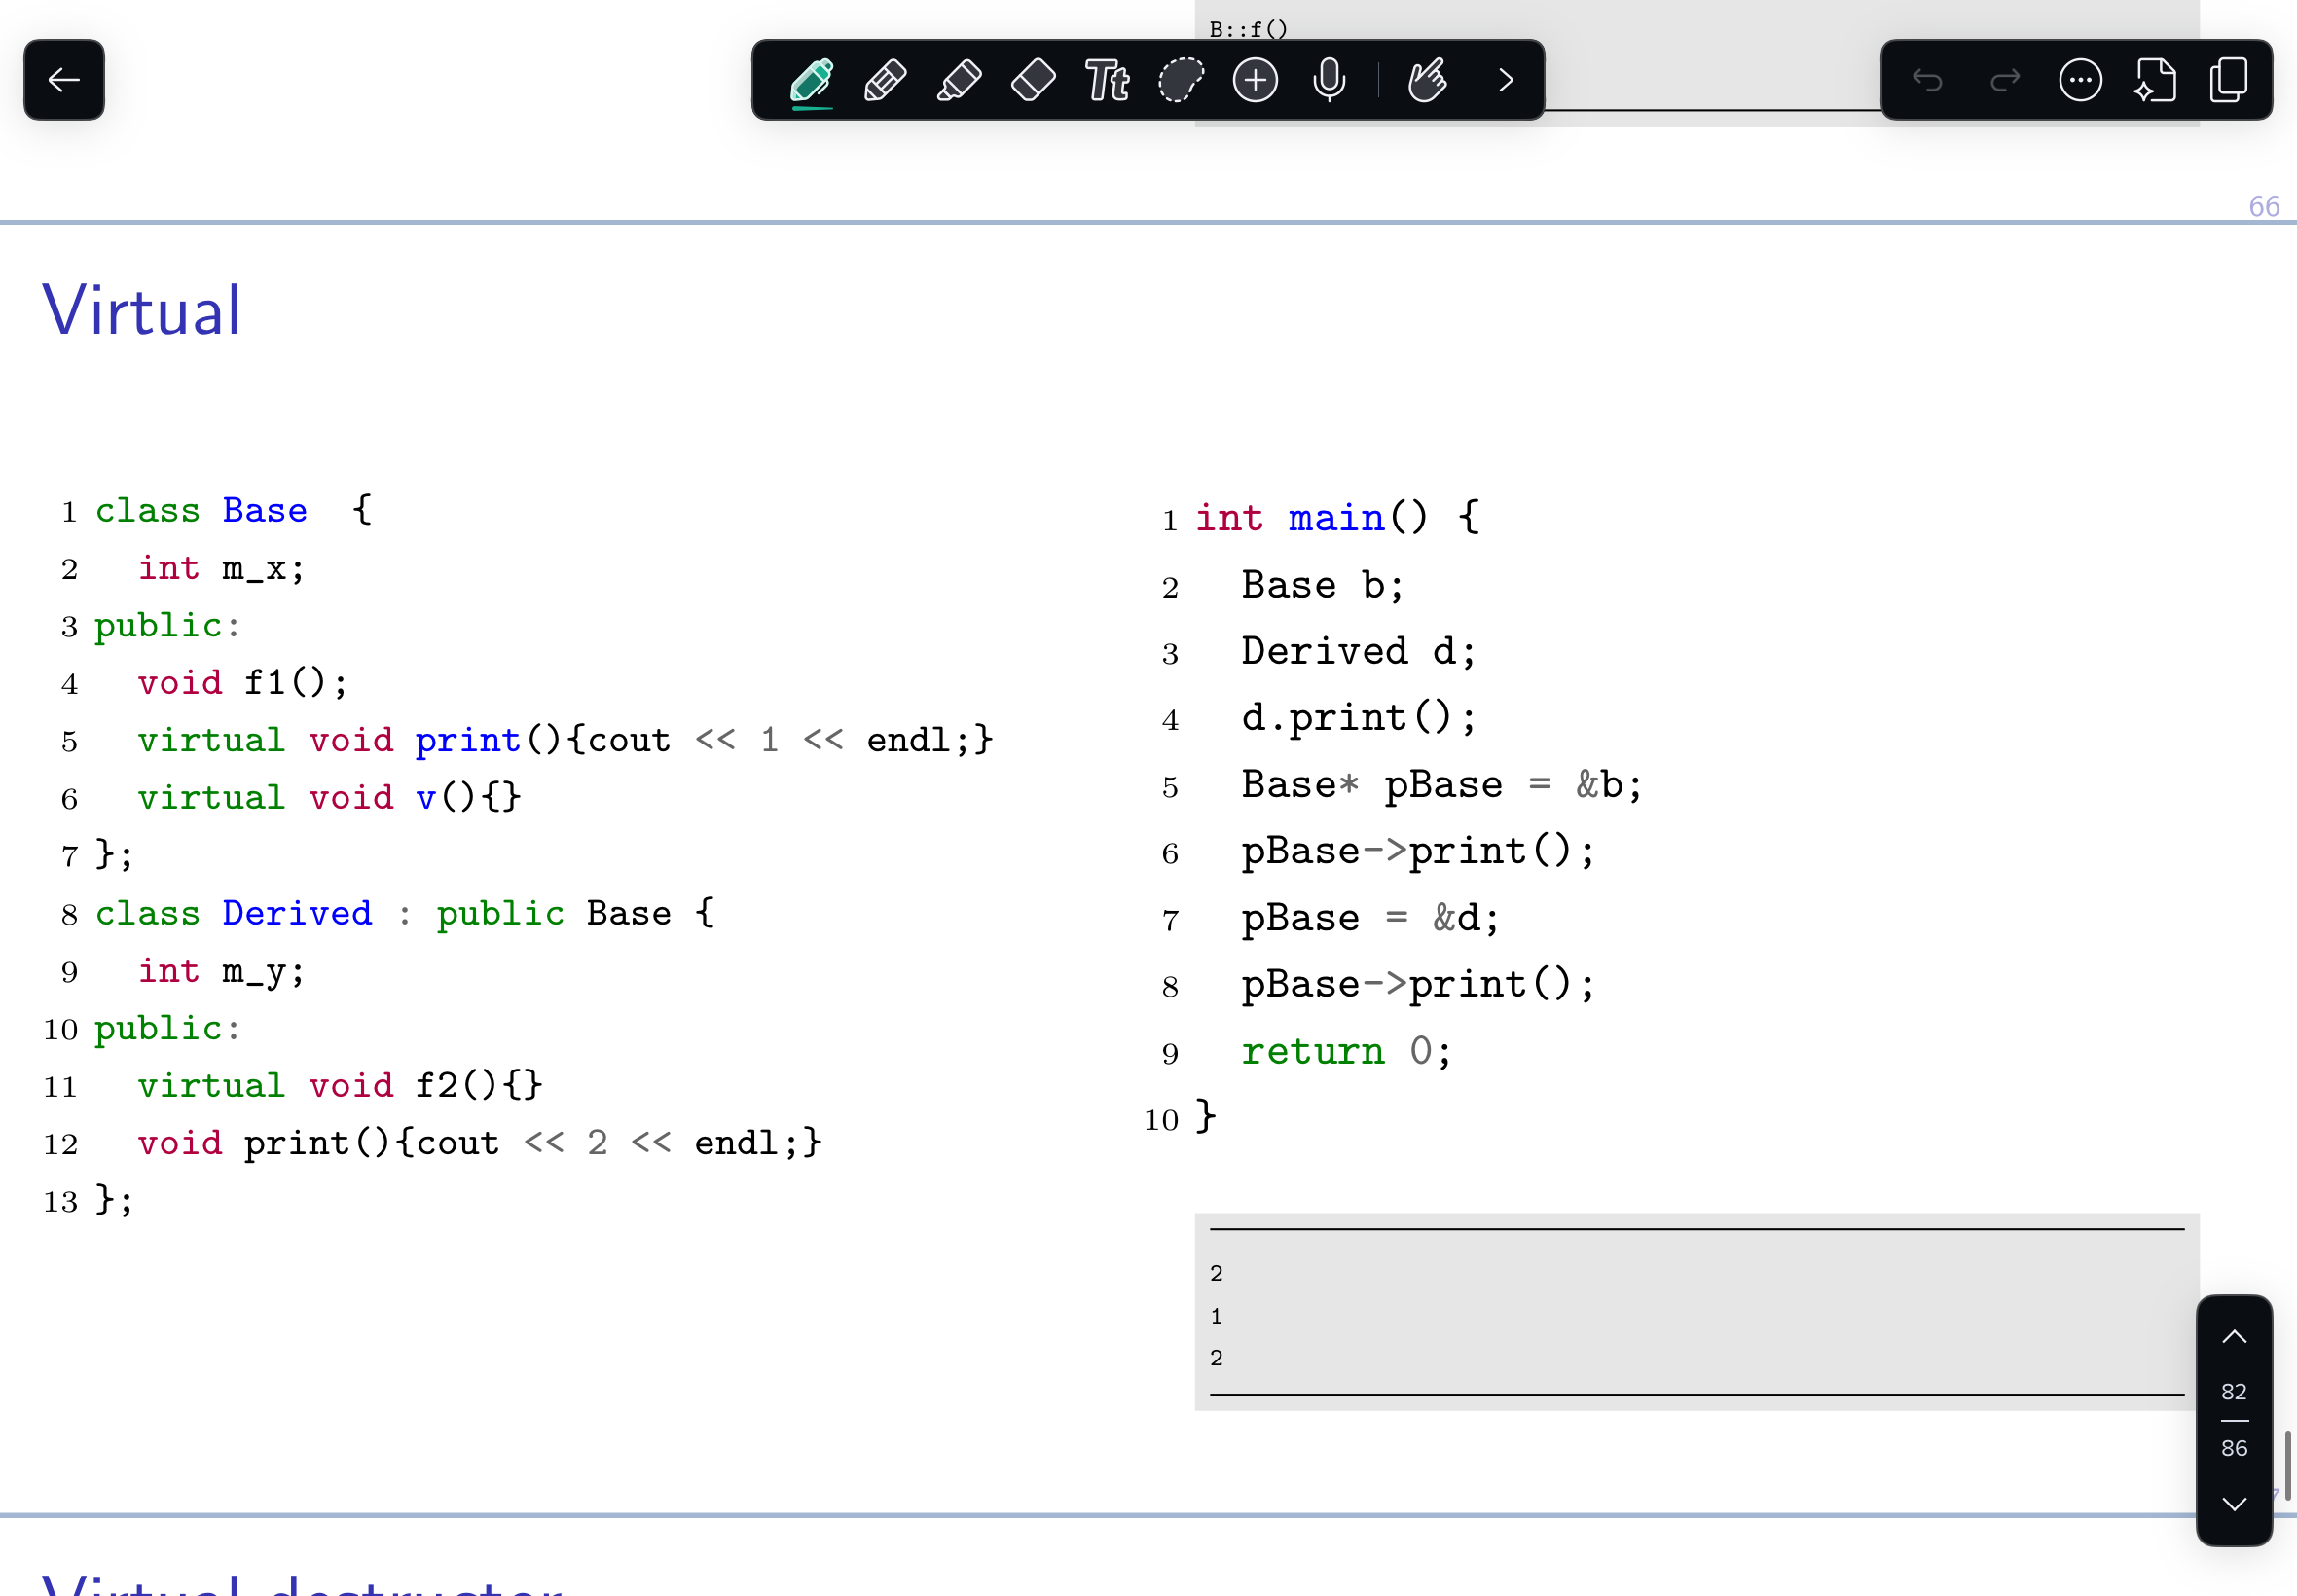 B::f()
Tt
66
Virtual
1 class Base  {
2   int m_x;
3 public:
4   void f1();
5   virtual void print(){cout << 1 << endl;}
6   virtual void v(){}
7 };
8 class Derived : public Base {
9   int m_y;
10 public:
11   virtual void f2(){}
12   void print(){cout << 2 << endl;}
13 };
1 int main() {
2   Base b;
3   Derived d;
4   d.print();
5   Base* pBase = &b;
6   pBase->print();
7   pBase = &d;
8   pBase->print();
9   return 0;
10 }
2
1
2
82
86
7
Virtual destructor